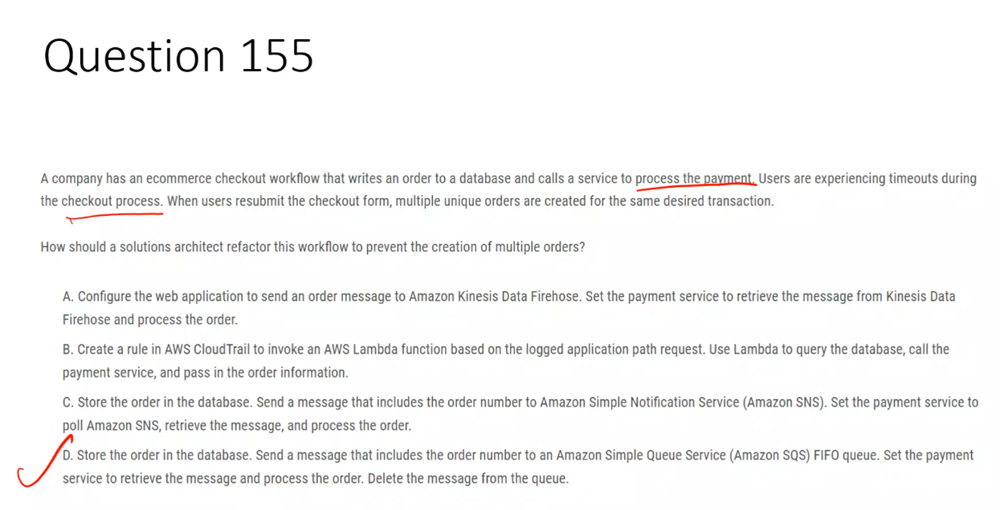 Question 155
A company has an ecommerce checkout workflow that writes an order to a database and calls a service to process the payment. Users are experiencing timeouts during
the checkout process. When users resubmit the checkout form, multiple unique orders are created for the same desired transaction.
How should a solutions architect refactor this workflow to prevent the creation of multiple orders?
A. Configure the web application to send an order message to Amazon Kinesis Data Firehose. Set the payment service to retrieve the message from Kinesis Data
Firehose and process the order.
B. Create a rule in AWS CloudTrail to invoke an AWS Lambda function based on the logged application path request. Use Lambda to query the database, call the
payment service, and pass in the order information.
C. Store the order in the database. Send a message that includes the order number to Amazon Simple Notification Service (Amazon SNS). Set the payment service to
poll Amazon SNS, retrieve the message, and process the order.
D. Store the order in the database. Send a message that includes the order number to an Amazon Simple Queue Service (Amazon SQS) FIFO queue. Set the payment
service to retrieve the message and process the order. Delete the message from the queue.